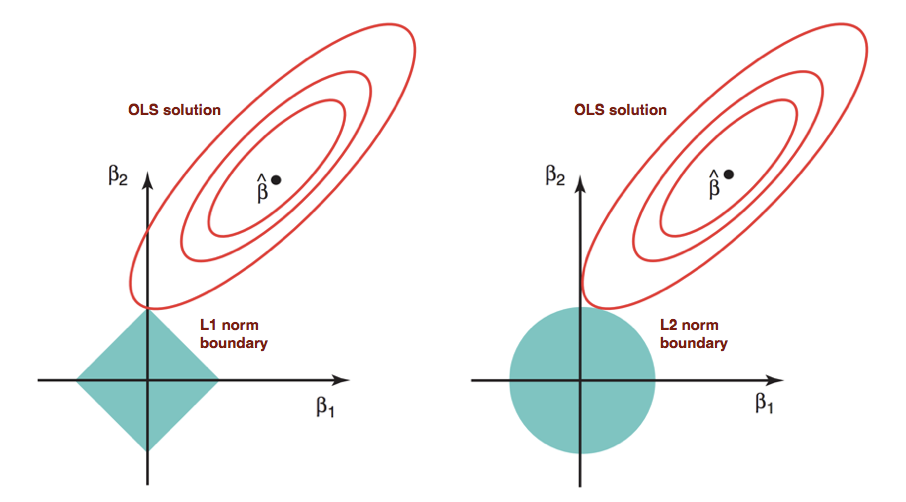 OLS solution
β₂
β̂
L1 norm
boundary
β₁
OLS solution
β₂
β̂
L2 norm
boundary
β₁